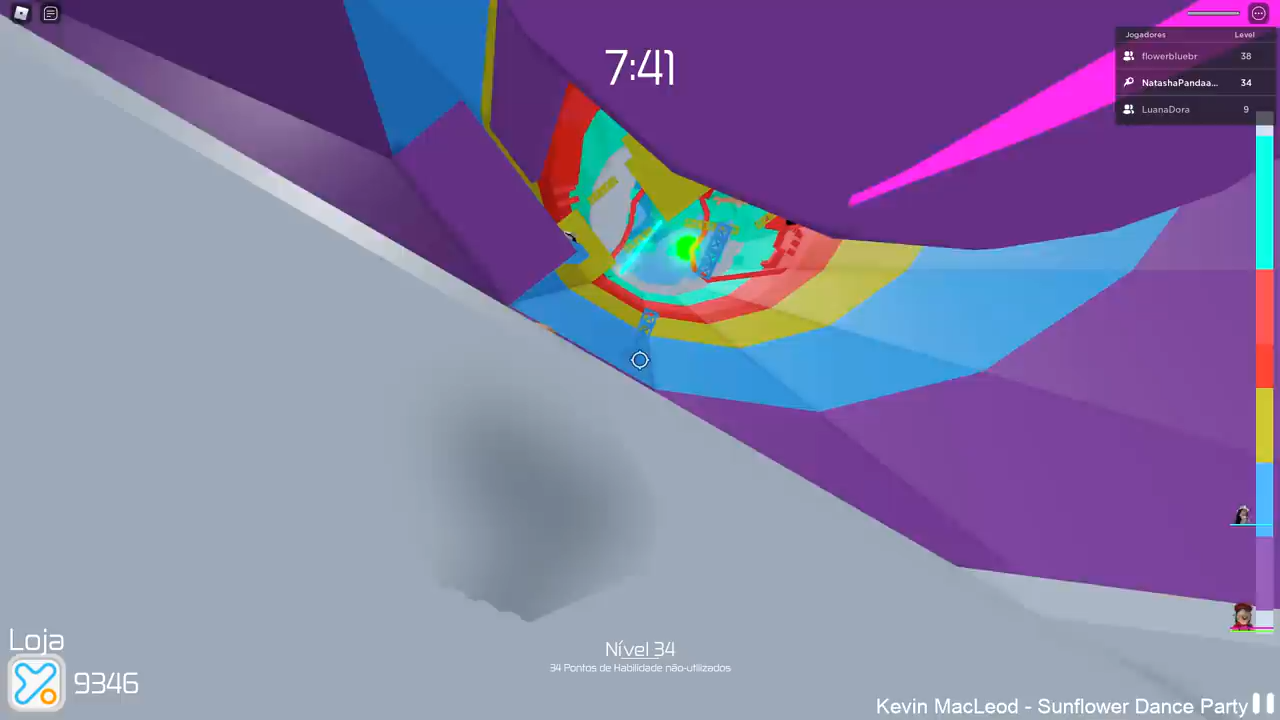 7:41
Jogadores Level
flowerbluebr 38
NatashaPandaa... 34
LuanaDora 9
Loja
9346
Nível 34
34 Pontos de Habilidade não-utilizados
Kevin MacLeod - Sunflower Dance Party